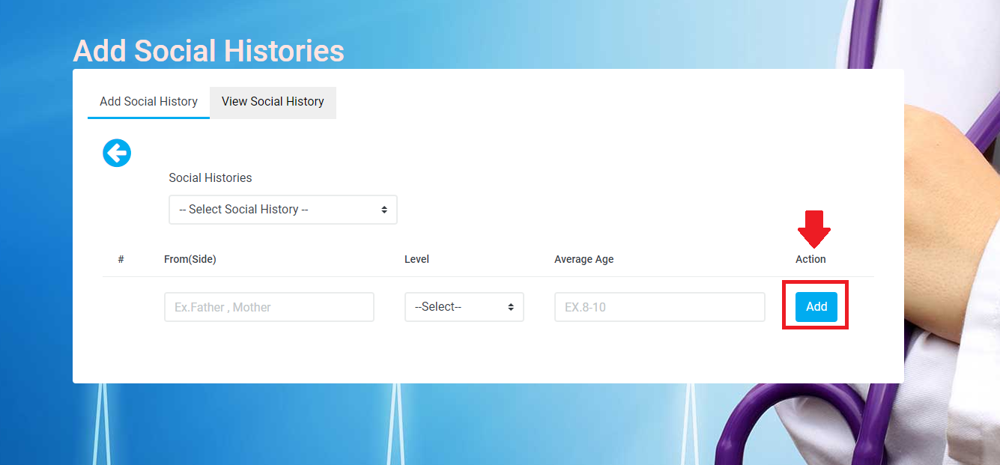 Add Social Histories
Add Social History View Social History
Social Histories
-- Select Social History --
# From(Side) Level Average Age Action
Ex.Father , Mother --Select-- EX.8-10 Add